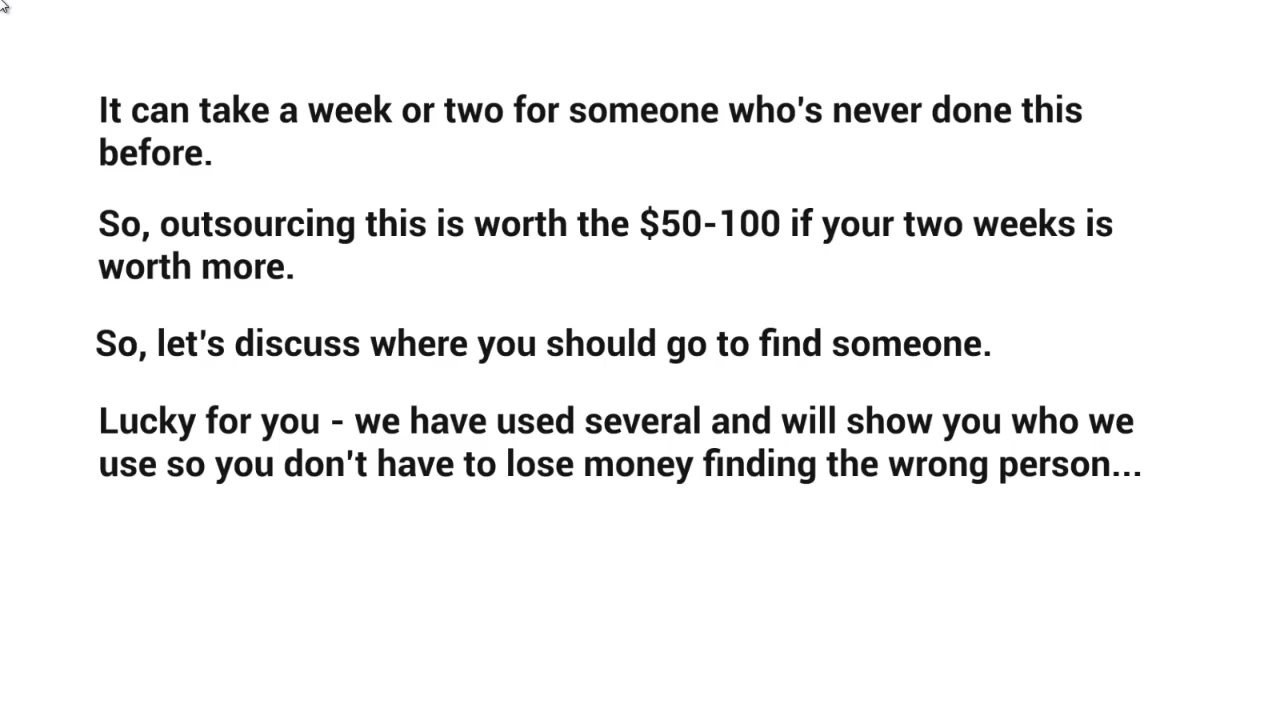 It can take a week or two for someone who's never done this
before.
So, outsourcing this is worth the $50-100 if your two weeks is
worth more.
So, let's discuss where you should go to find someone.
Lucky for you - we have used several and will show you who we
use so you don't have to lose money finding the wrong person...